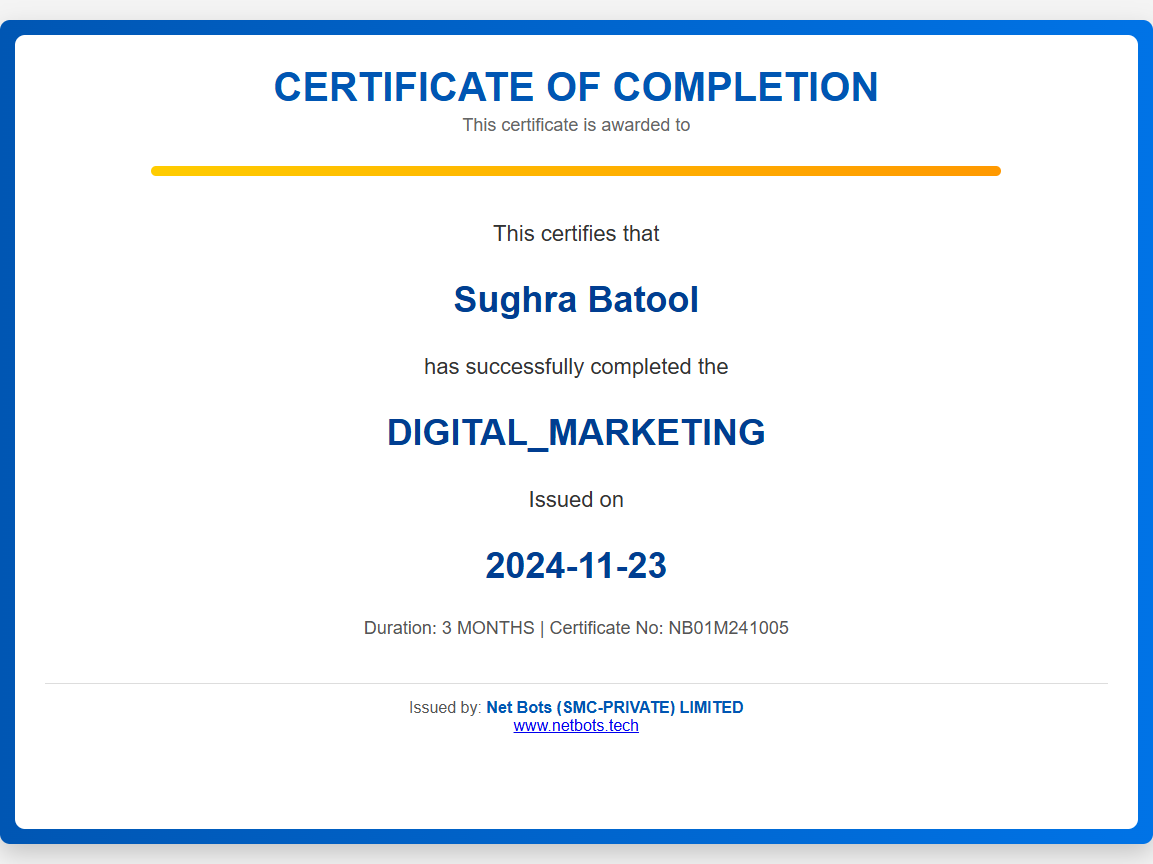 CERTIFICATE OF COMPLETION
This certificate is awarded to
This certifies that
Sughra Batool
has successfully completed the
DIGITAL_MARKETING
Issued on
2024-11-23
Duration: 3 MONTHS | Certificate No: NB01M241005
Issued by: Net Bots (SMC-PRIVATE) LIMITED
www.netbots.tech